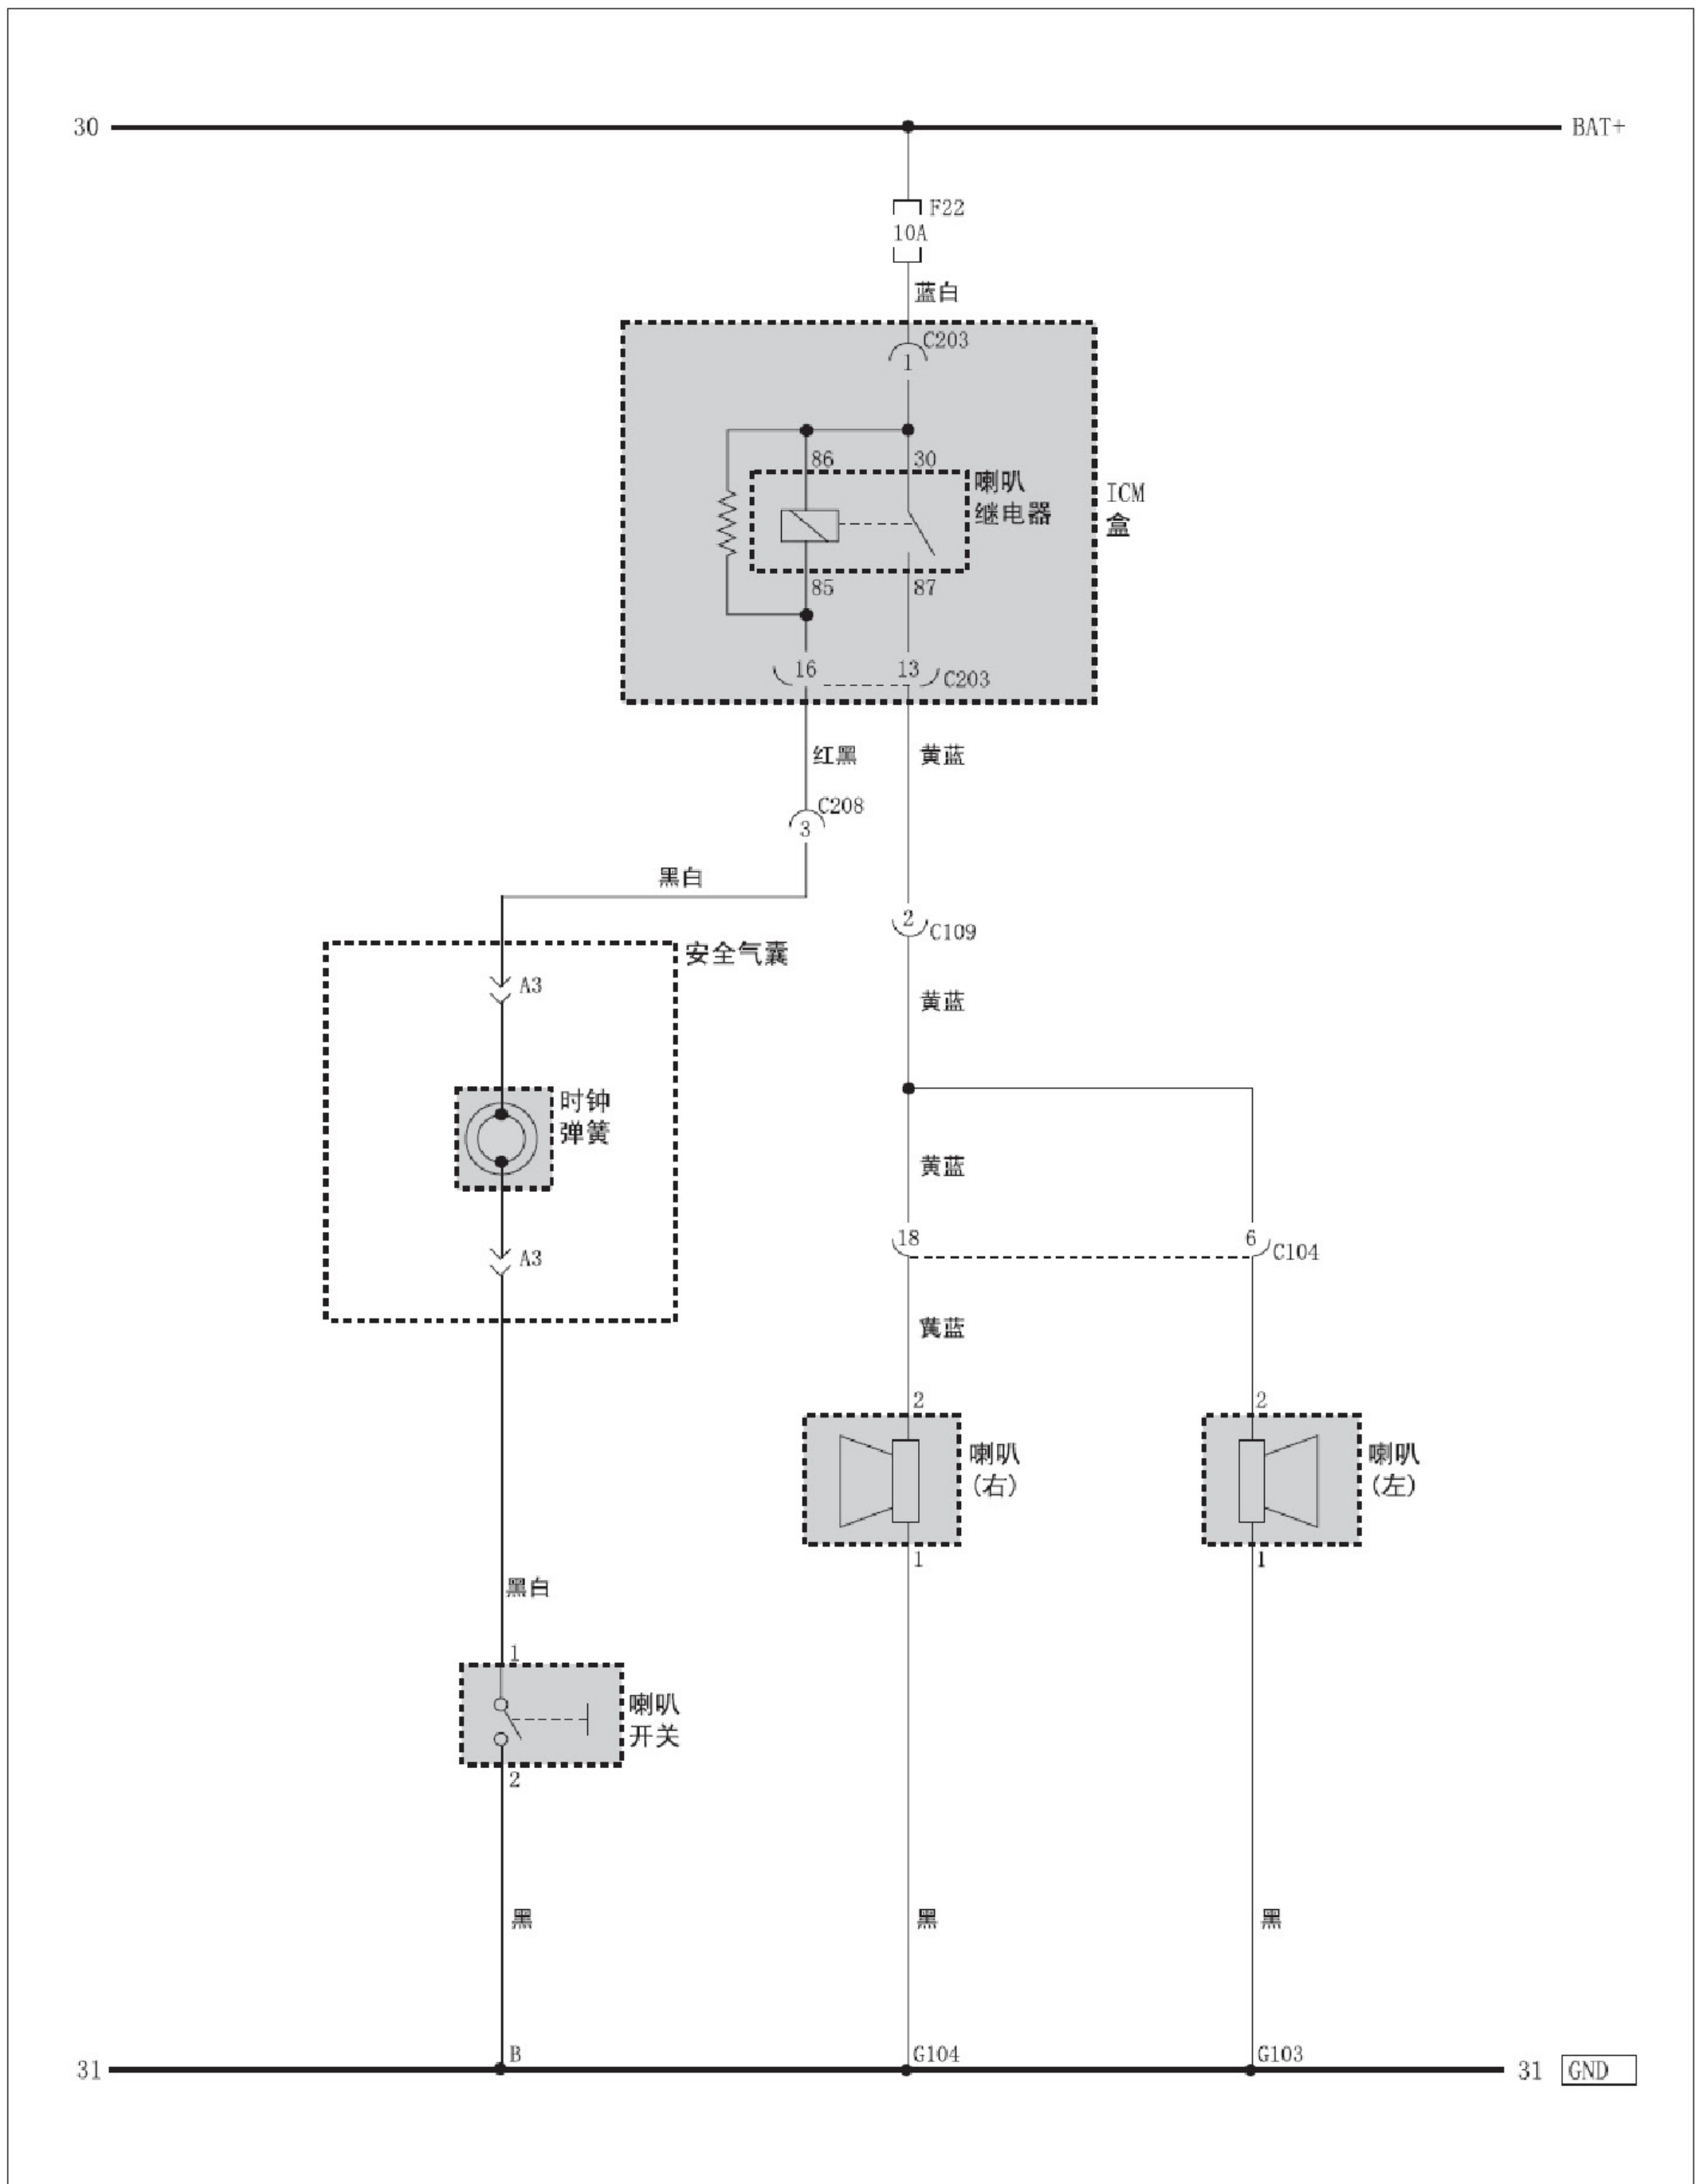 30
BAT+
F22
10A
蓝白
C203
1
86
30
喇叭
继电器
ICM
盒
85
87
16
13
C203
红黑
黄蓝
C208
3
黑白
2
C109
安全气囊
A3
黄蓝
时钟
弹簧
黄蓝
18
6
C104
A3
黄蓝
2
2
喇叭
(右)
喇叭
(左)
1
1
黑白
1
喇叭
开关
2
黑
黑
黑
B
G104
G103
31
31
GND